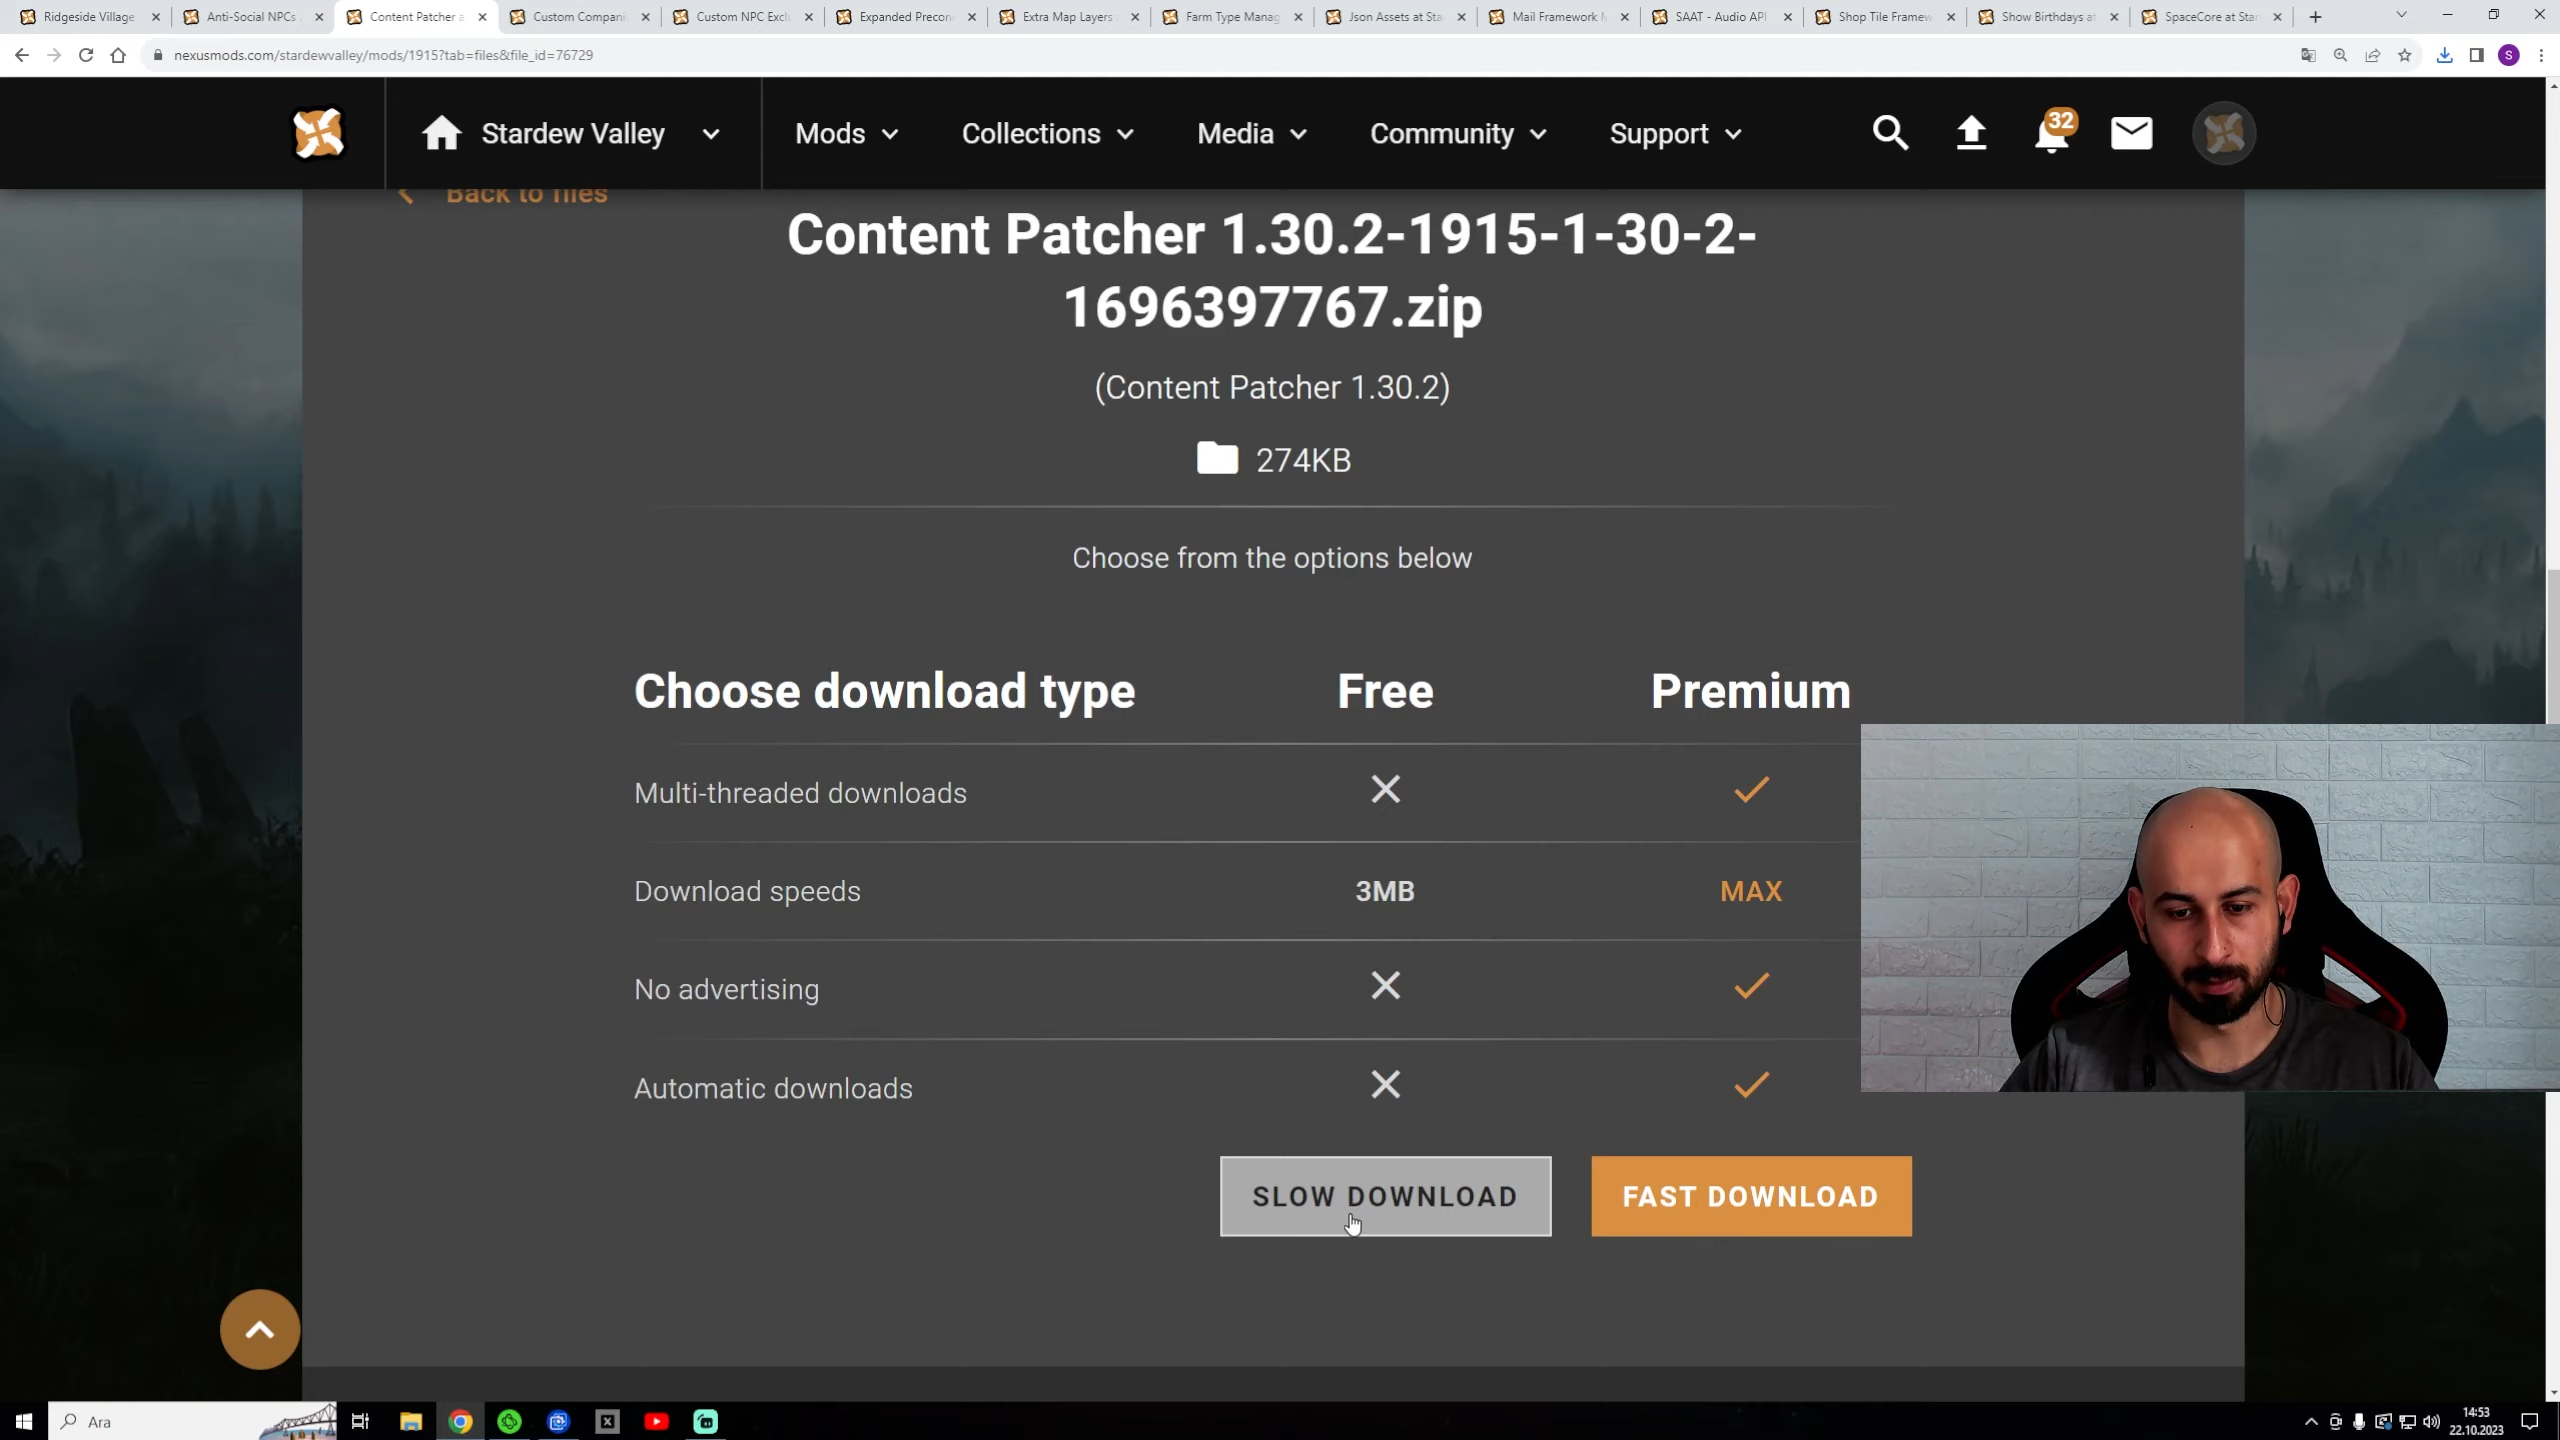 Ridgeside Village
Anti-Social NPCs
Content Patcher a
Custom Compani
Custom NPC Exclu
Expanded Precon
Extra Map Layers
Farm Type Manag
Json Assets at Sta
Mail Framework M
SAAT - Audio API
Shop Tile Framew
Show Birthdays at
SpaceCore at Star
nexusmods.com/stardewvalley/mods/1915?tab=files&file_id=76729
S
Stardew Valley
Mods
Collections
Media
Community
Support
32
Back to files
Content Patcher 1.30.2-1915-1-30-2-
1696397767.zip
(Content Patcher 1.30.2)
274KB
Choose from the options below
Choose download type Free Premium
Multi-threaded downloads
Download speeds 3MB MAX
No advertising
Automatic downloads
SLOW DOWNLOAD
FAST DOWNLOAD
Ara
14:53
22.10.2023